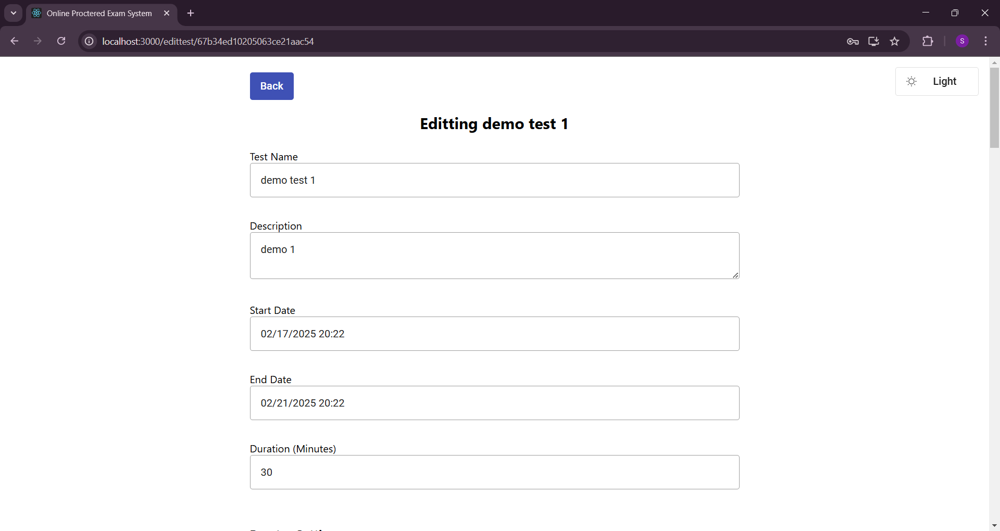 Online Proctered Exam System
localhost:3000/edittest/67b34ed10205063ce21aac54
S
Back
Light
Editting demo test 1
Test Name
demo test 1
Description
demo 1
Start Date
02/17/2025 20:22
End Date
02/21/2025 20:22
Duration (Minutes)
30